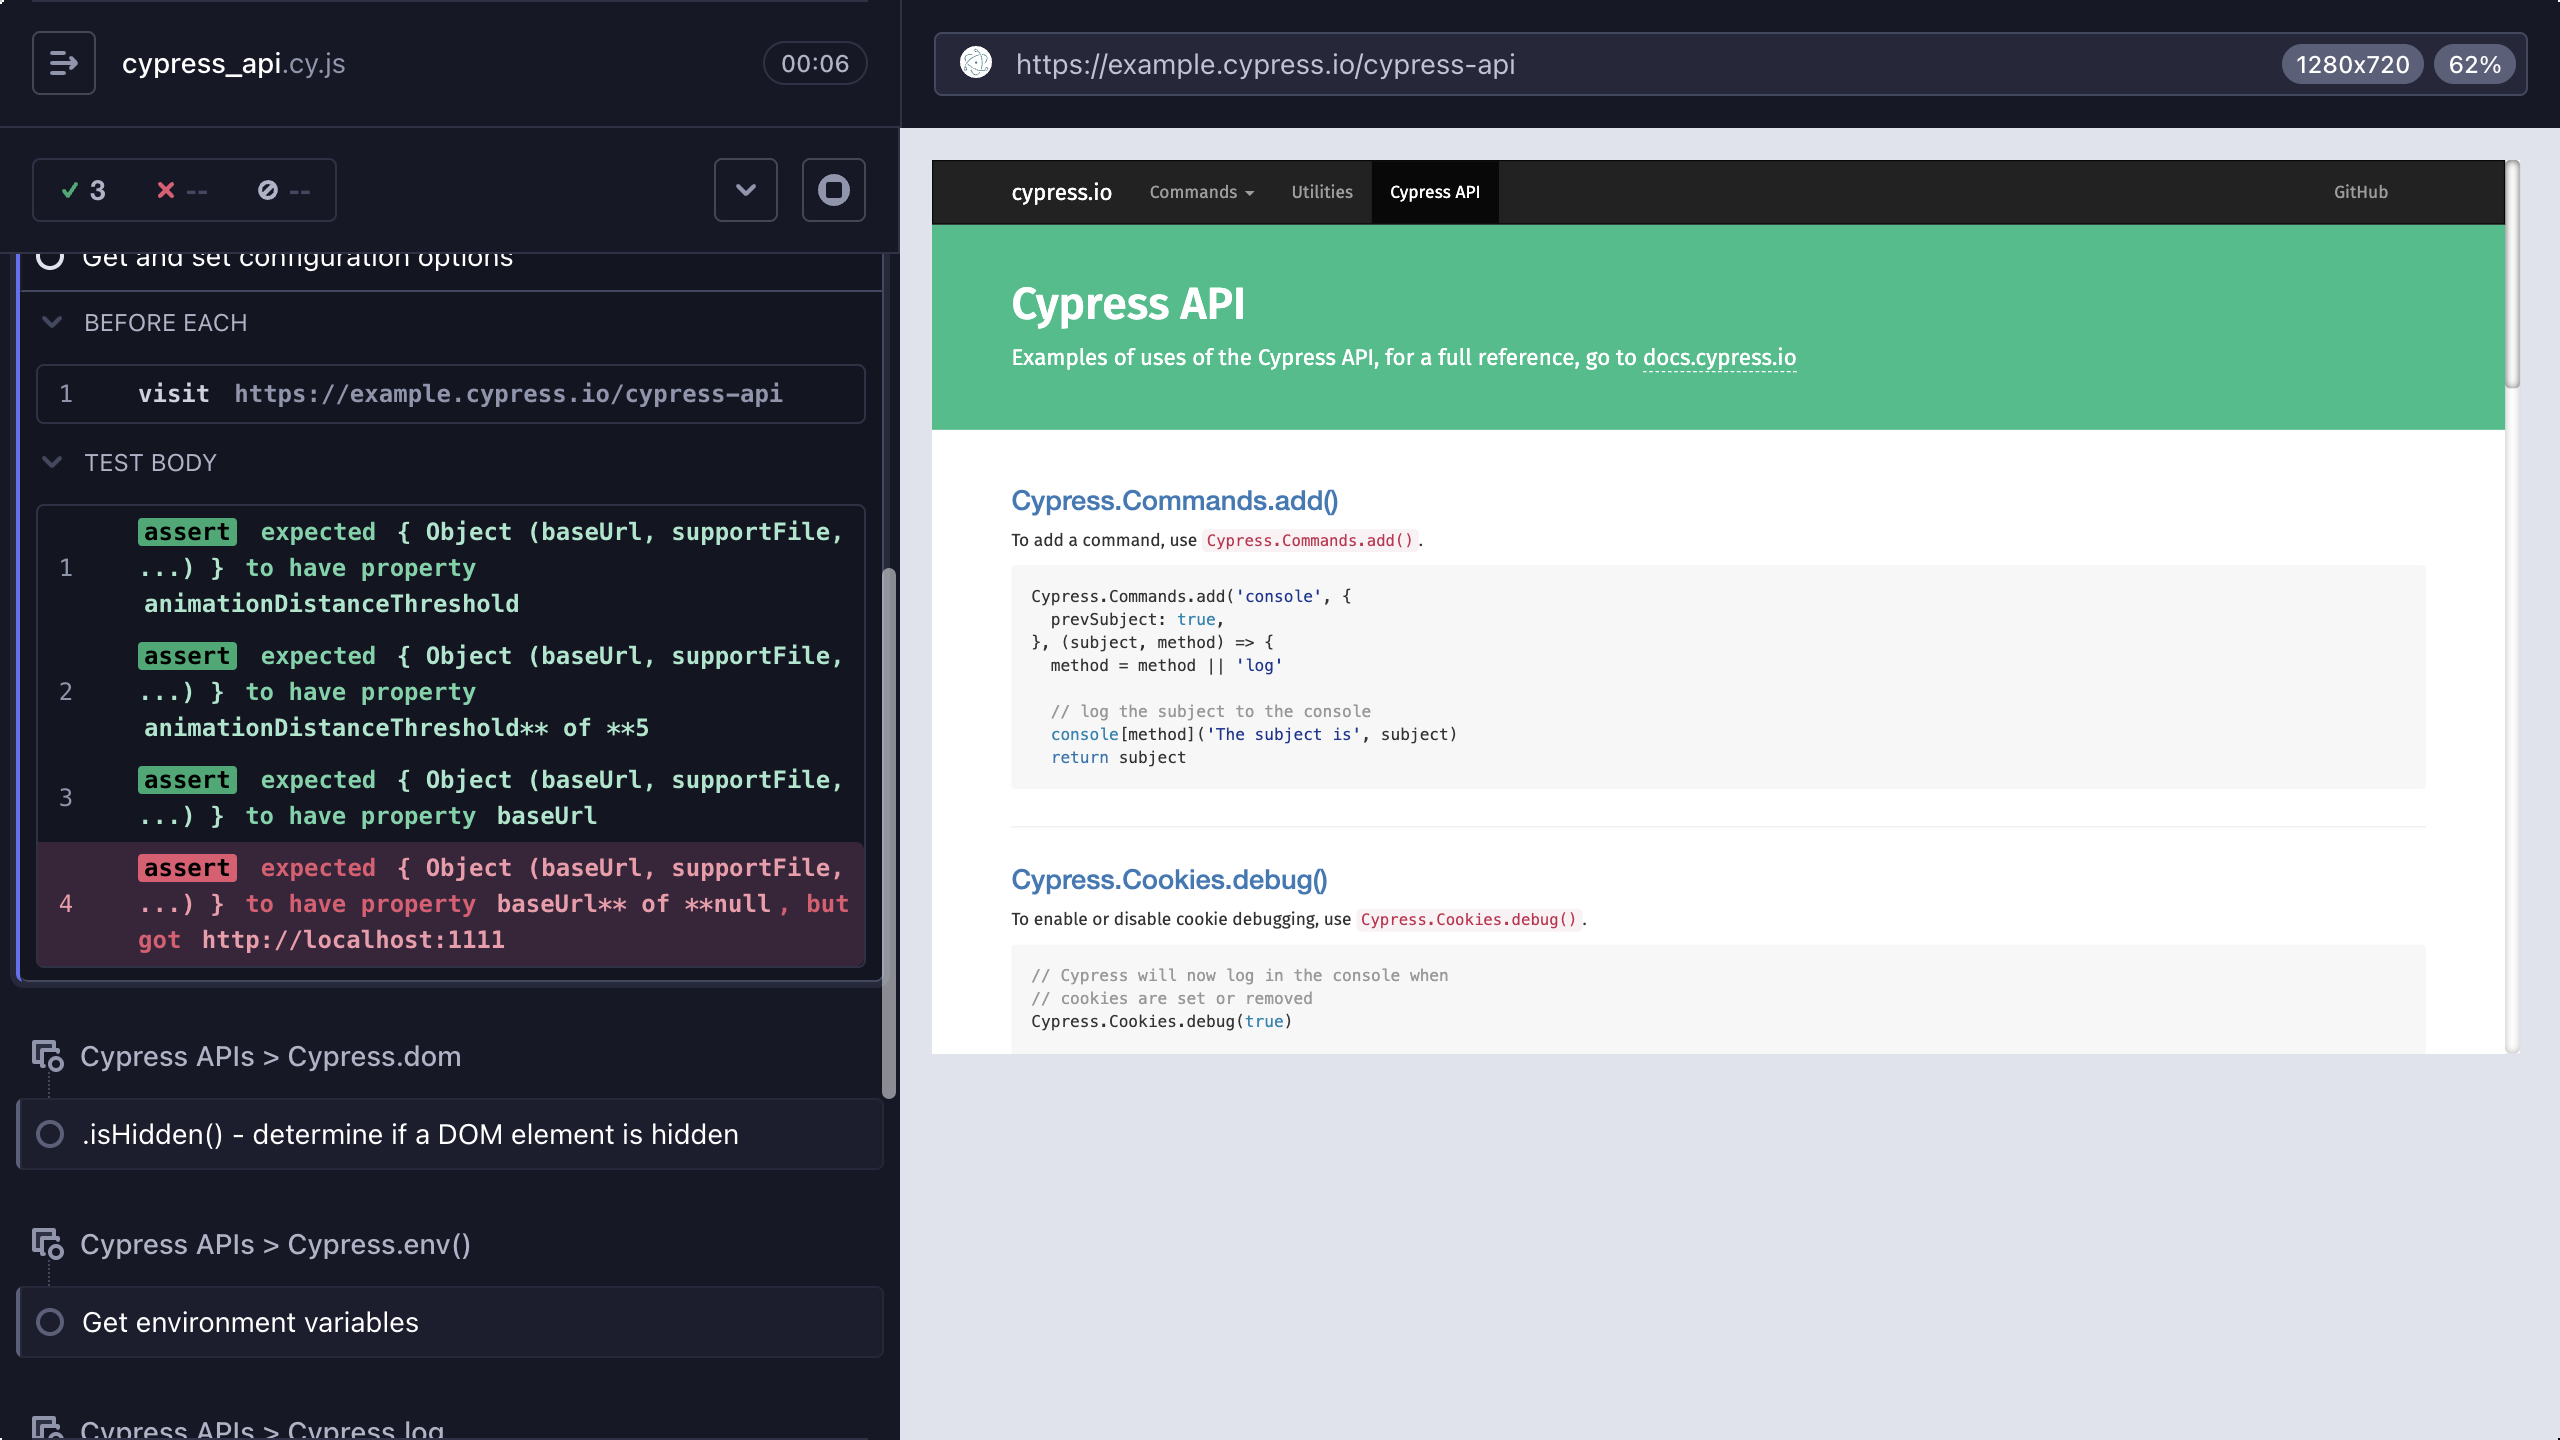 cypress_api.cy.js
00:06
3 -- --
Get and set configuration options
BEFORE EACH
1 visit https://example.cypress.io/cypress-api
TEST BODY
1
assert expected { Object (baseUrl, supportFile,
...) } to have property
animationDistanceThreshold
2
assert expected { Object (baseUrl, supportFile,
...) } to have property
animationDistanceThreshold** of **5
3
assert expected { Object (baseUrl, supportFile,
...) } to have property baseUrl
4
assert expected { Object (baseUrl, supportFile,
...) } to have property baseUrl** of **null, but
got http://localhost:1111
Cypress APIs > Cypress.dom
.isHidden() - determine if a DOM element is hidden
Cypress APIs > Cypress.env()
Get environment variables
Cypress APIs > Cypress.log
https://example.cypress.io/cypress-api
1280x720 62%
cypress.io Commands Utilities Cypress API GitHub
Cypress API
Examples of uses of the Cypress API, for a full reference, go to docs.cypress.io
Cypress.Commands.add()
To add a command, use Cypress.Commands.add().
Cypress.Commands.add('console', {
prevSubject: true,
}, (subject, method) => {
method = method || 'log'
// log the subject to the console
console[method]('The subject is', subject)
return subject
Cypress.Cookies.debug()
To enable or disable cookie debugging, use Cypress.Cookies.debug().
// Cypress will now log in the console when
// cookies are set or removed
Cypress.Cookies.debug(true)